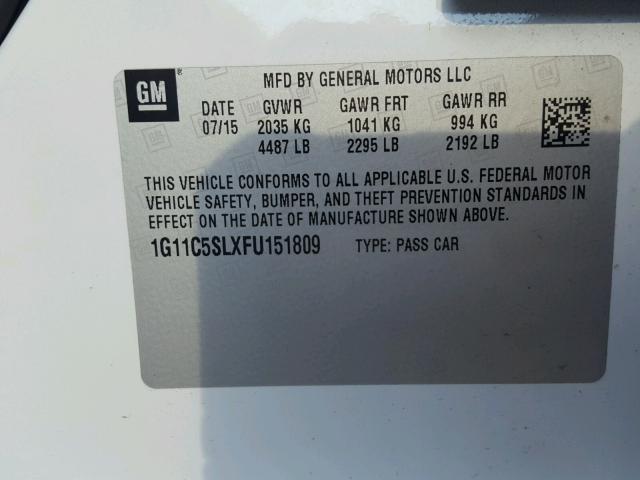 GM
MFD BY GENERAL MOTORS LLC
DATE GVWR GAWR FRT GAWR RR
07/15 2035 KG 1041 KG 994 KG
4487 LB 2295 LB 2192 LB
THIS VEHICLE CONFORMS TO ALL APPLICABLE U.S. FEDERAL MOTOR
VEHICLE SAFETY, BUMPER, AND THEFT PREVENTION STANDARDS IN
EFFECT ON THE DATE OF MANUFACTURE SHOWN ABOVE.
1G11C5SLXFU151809 TYPE: PASS CAR